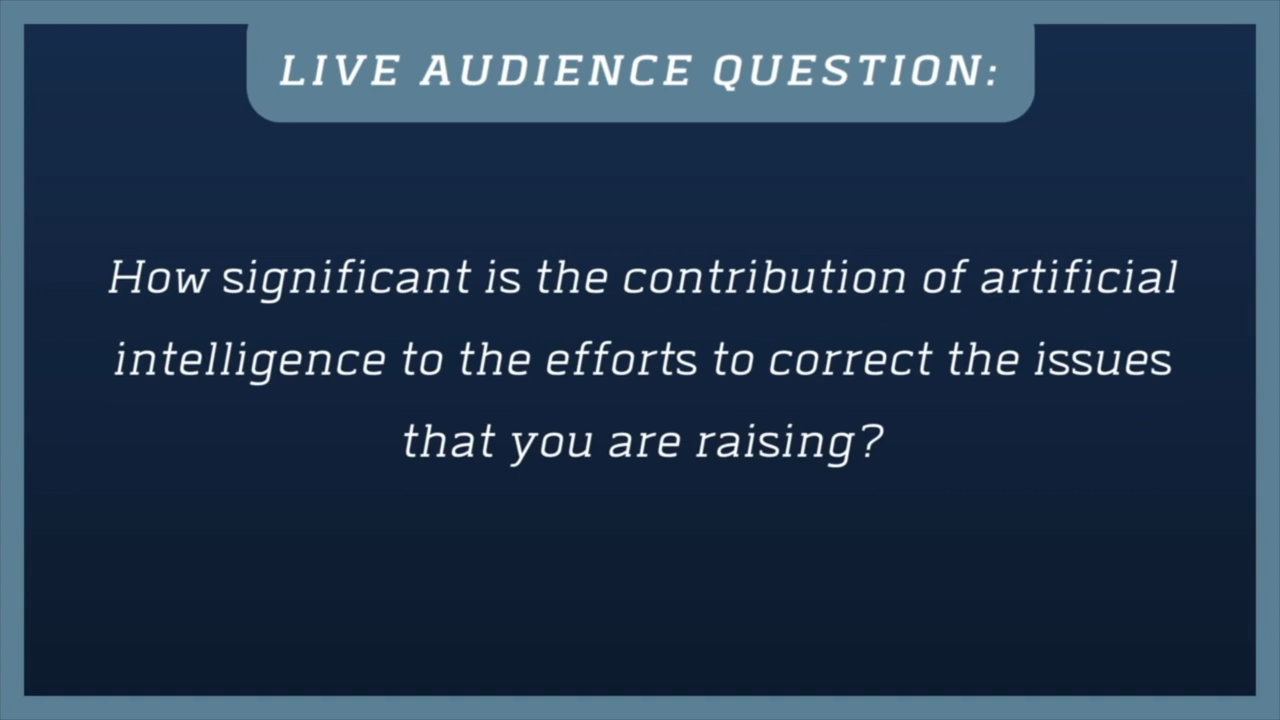 LIVE AUDIENCE QUESTION:
How significant is the contribution of artificial
intelligence to the efforts to correct the issues
that you are raising?